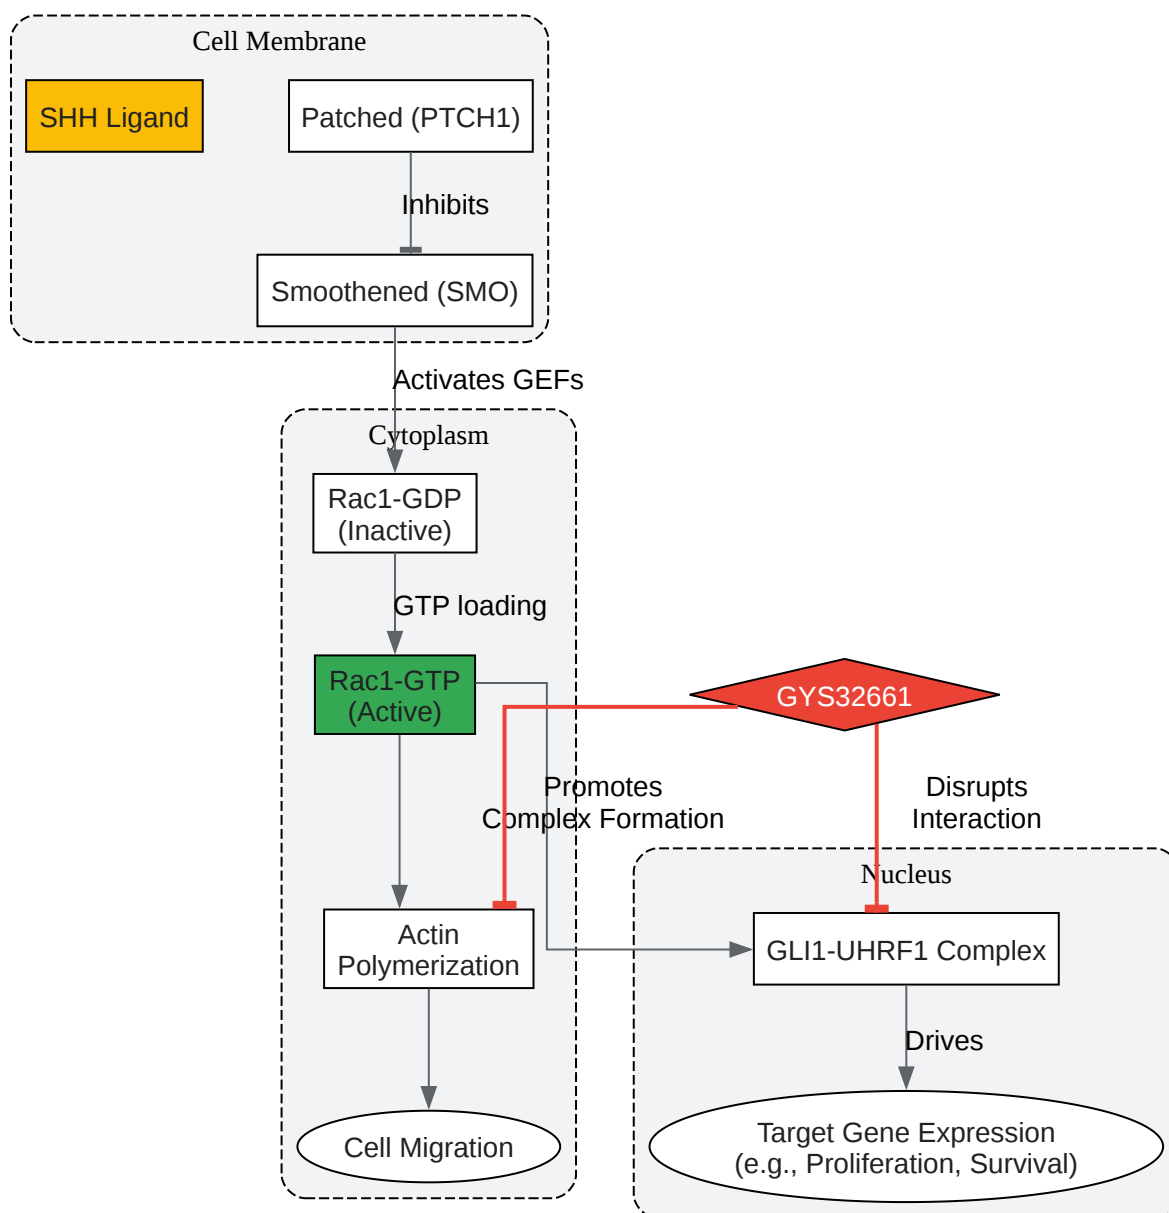 Cell Membrane
SHH Ligand
Patched (PTCH1)
Inhibits
Smoothened (SMO)
Activates GEFs
Cytoplasm
Rac1-GDP
(Inactive)
GTP loading
Rac1-GTP
(Active)
GYS32661
Promotes
Complex Formation
Disrupts
Interaction
Nucleus
Actin
Polymerization
GLI1-UHRF1 Complex
Drives
Cell Migration
Target Gene Expression
(e.g., Proliferation, Survival)